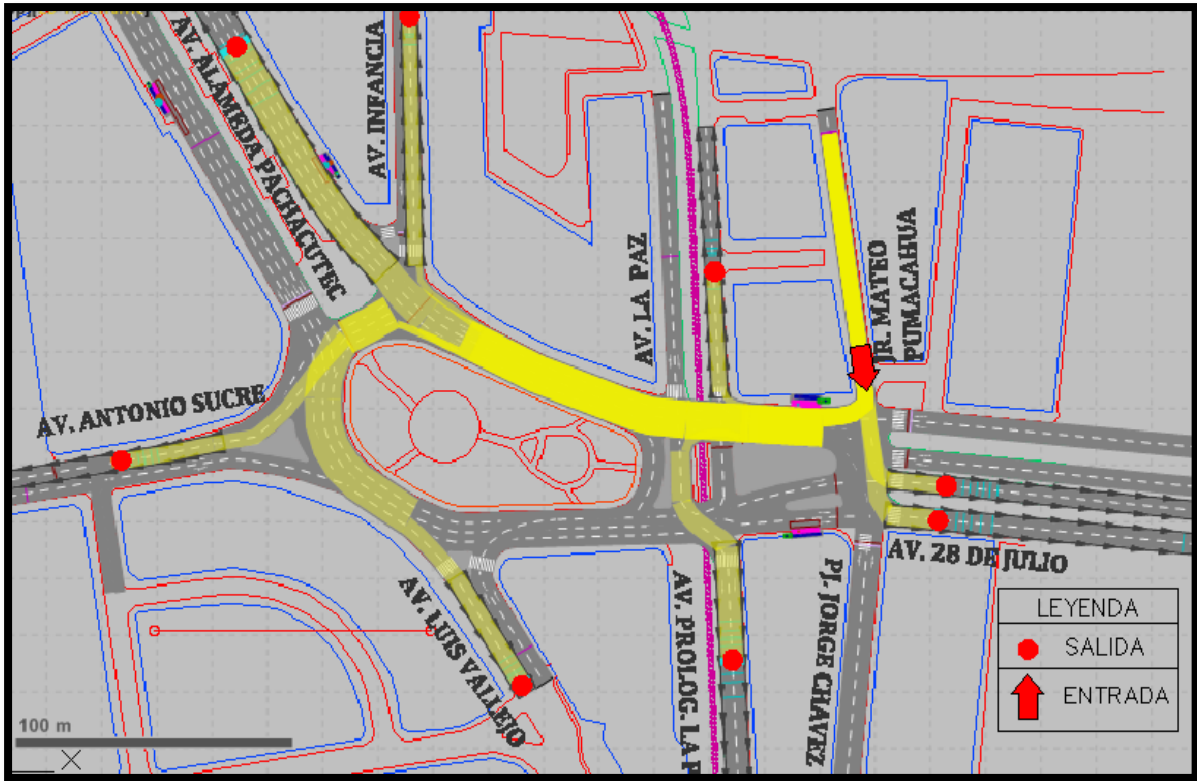 AV. ALAMEDA PACHACUTEC
AV. INFANCIA
AV. LA PAZ
JR. MATEO
PUMACAHUA
AV. ANTONIO SUCRE
AV. 28 DE JULIO
AV. LUIS VALLEJO
AV. PROLOG. LA P
PJ. JORGE CHAVEZ
LEYENDA
SALIDA
ENTRADA
100 m
X